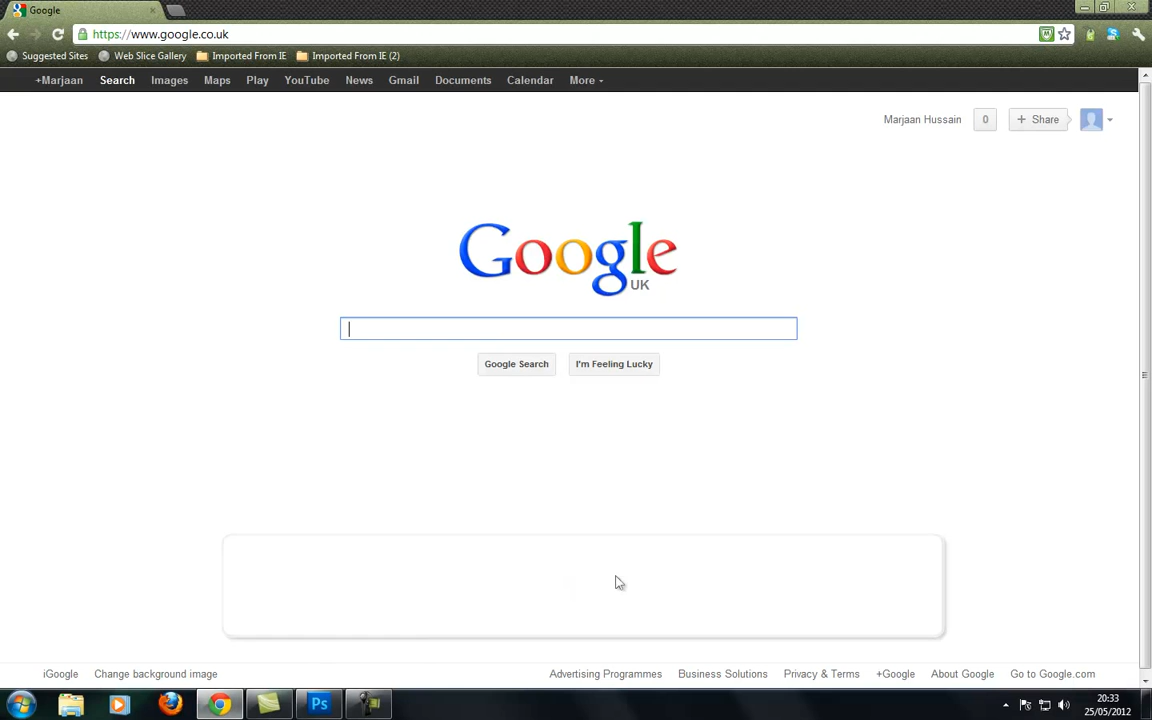 Google
https://www.google.co.uk
Suggested Sites Web Slice Gallery Imported From IE Imported From IE (2)
+Marjaan Search Images Maps Play YouTube News Gmail Documents Calendar More
Marjaan Hussain 0 + Share
Google
UK
Google Search I'm Feeling Lucky
iGoogle Change background image Advertising Programmes Business Solutions Privacy & Terms +Google About Google Go to Google.com
Ps
20:33
25/05/2012